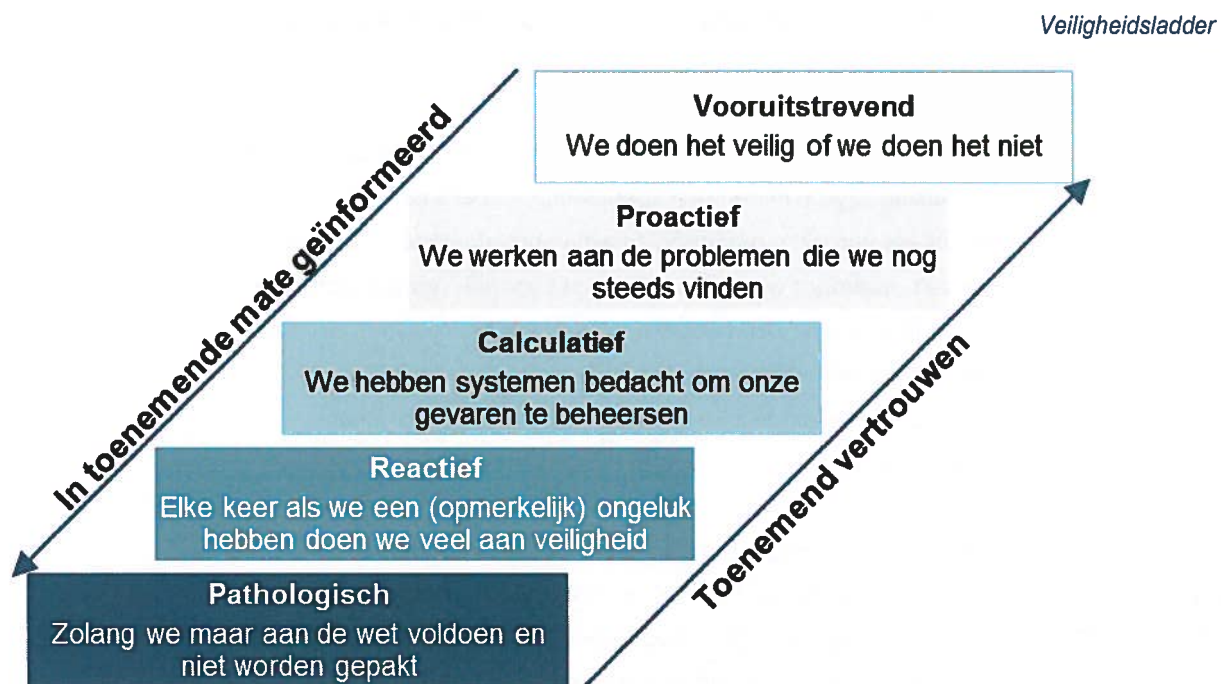 Veiligheidsladder
Vooruitstrevend
We doen het veilig of we doen het niet
In toenemende mate geïnformeerd
Proactief
We werken aan de problemen die we nog
steeds vinden
Calculatief
We hebben systemen bedacht om onze
gevaren te beheersen
Toenemend vertrouwen
Reactief
Elke keer als we een (opmerkelijk) ongeluk
hebben doen we veel aan veiligheid
Pathologisch
Zolang we maar aan de wet voldoen en
niet worden gepakt